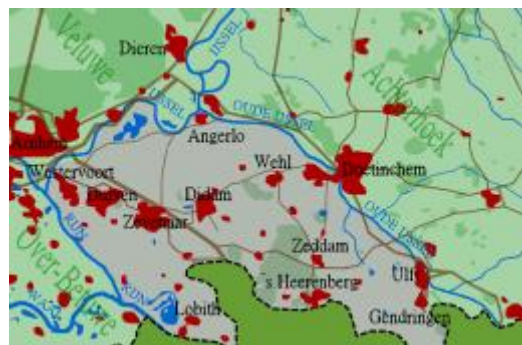 Veluwe
Dieren
IJSSEL
IJSSEL
Achterhoek
OUDE IJSSEL
Angerlo
Arnhem
Westervoort
Wehl
Doetinchem
Duiven
Didam
Zevenaar
OUDE IJSSEL
RIJN
Over-Betuwe
Zeddam
Ulft
's Heerenberg
WAAL
RIJN
Lobith
Gendringen